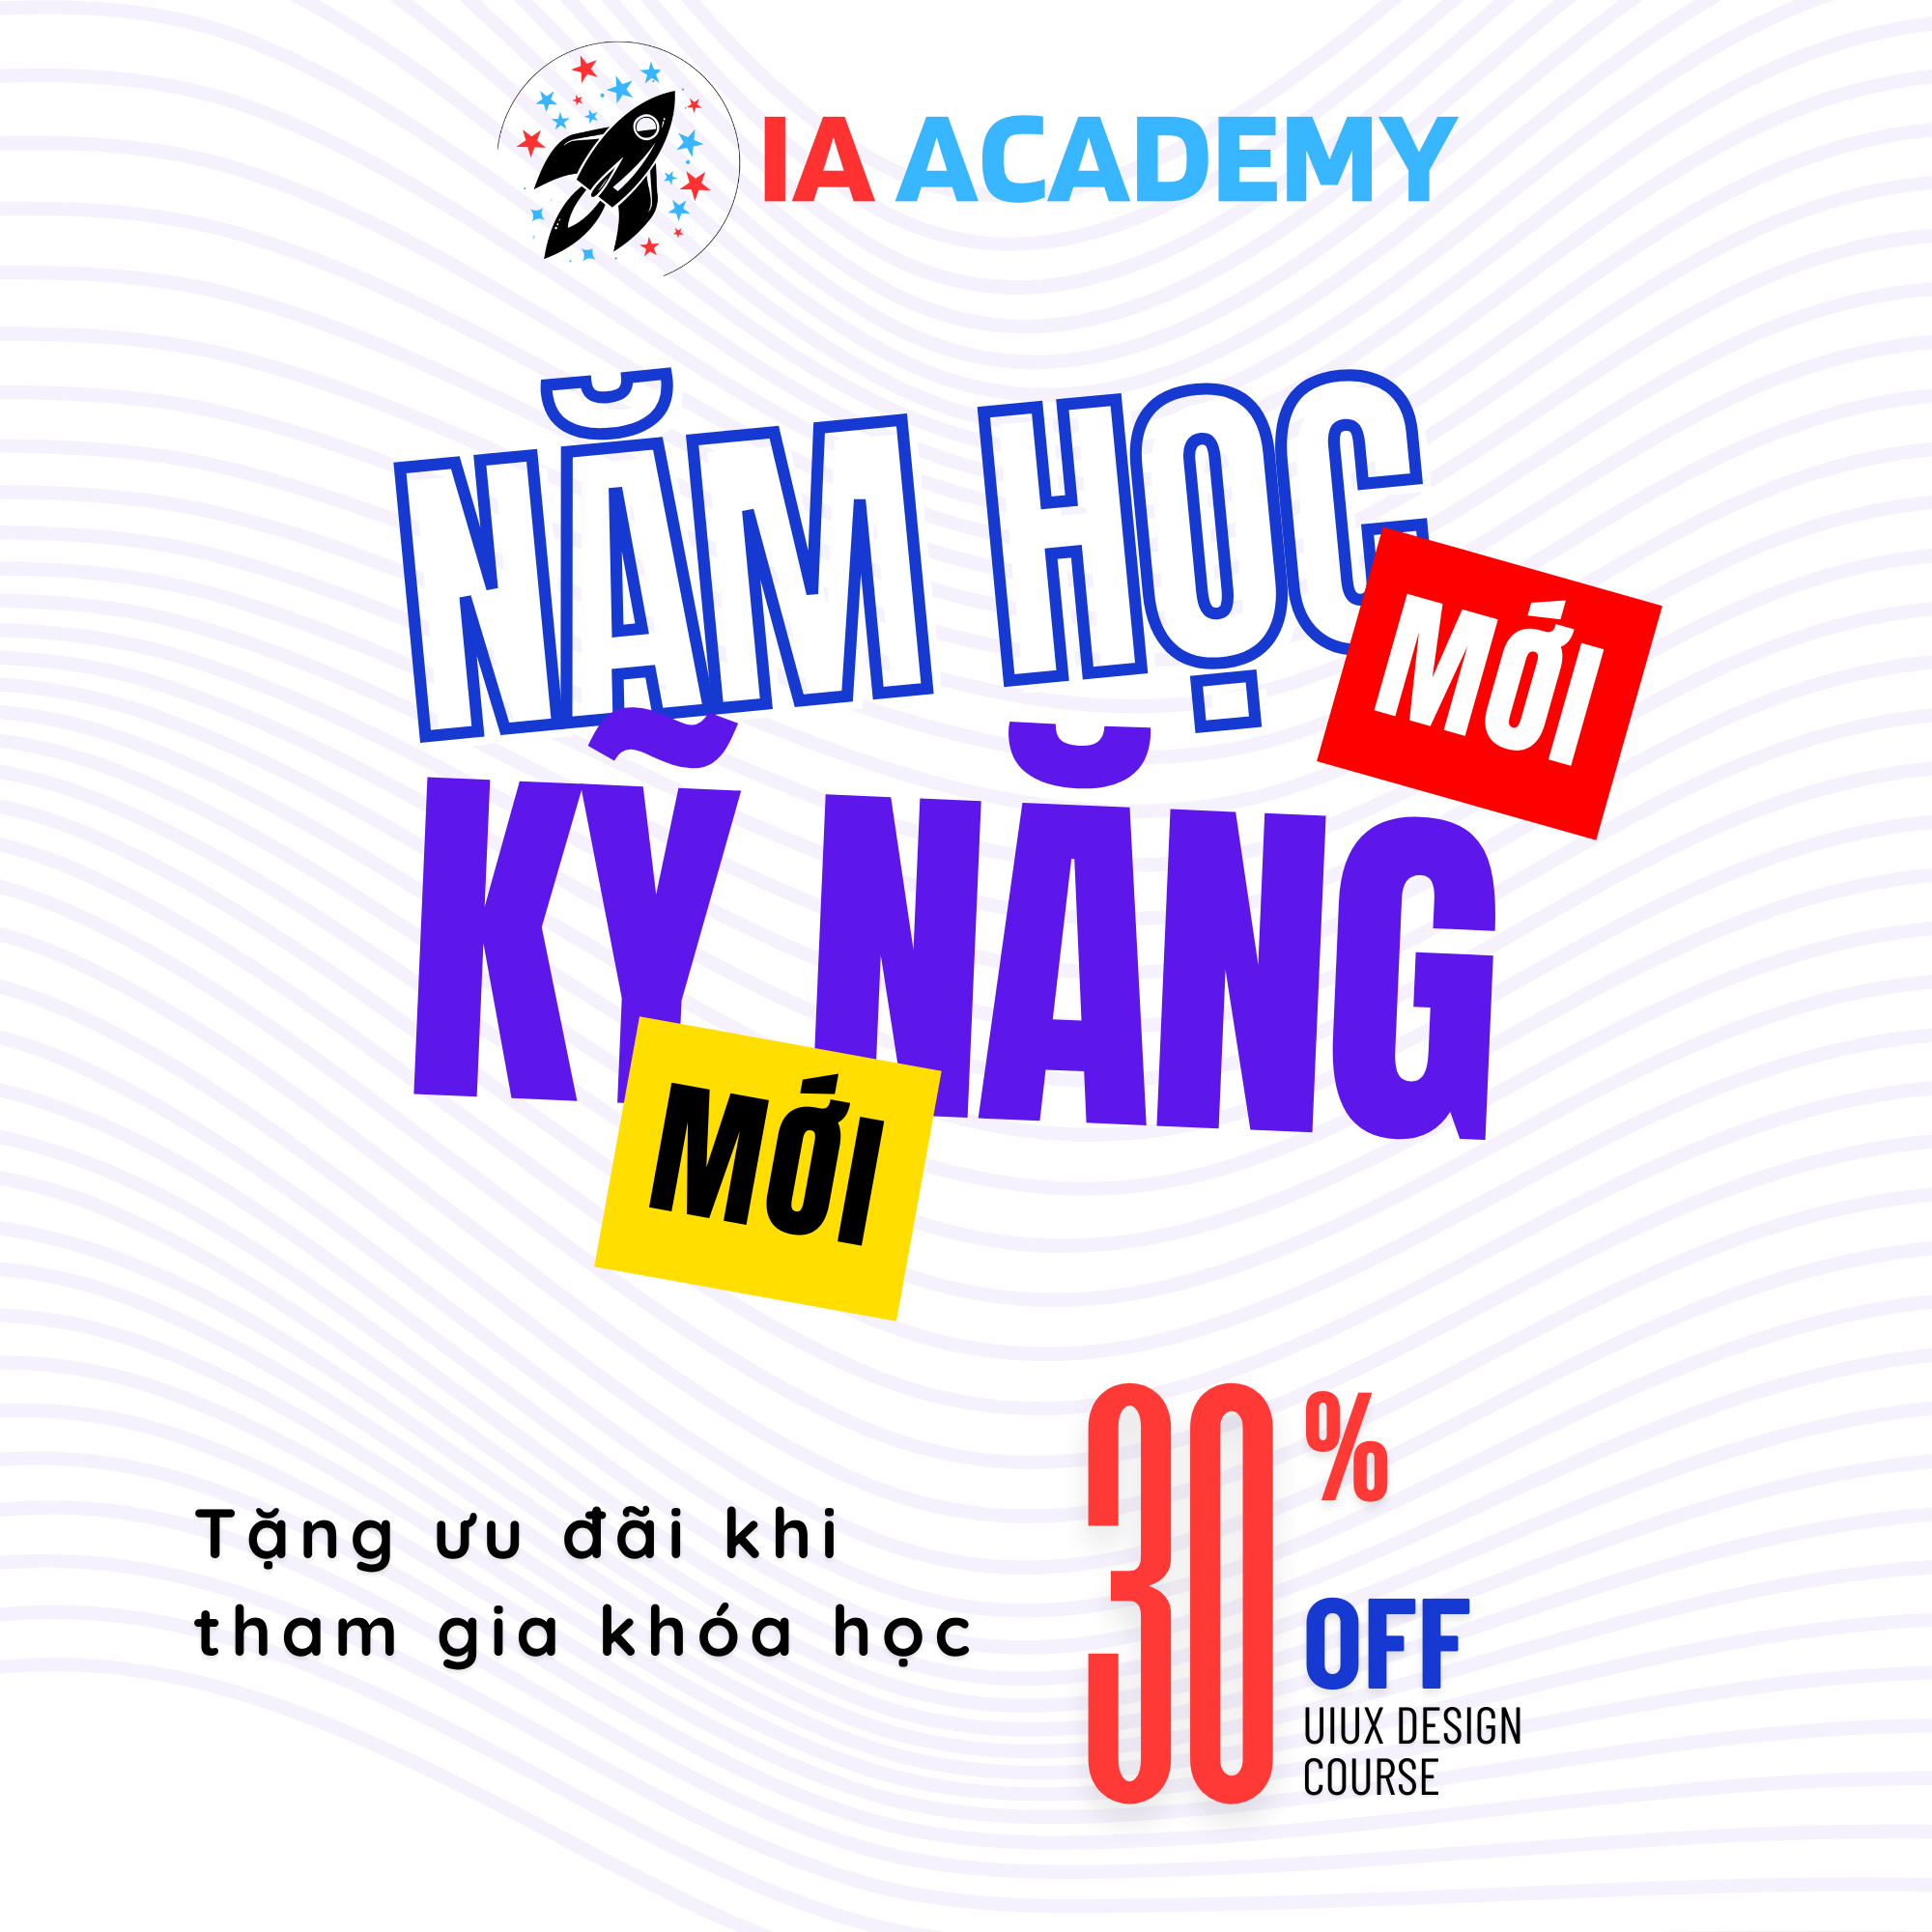 IA ACADEMY
NĂM HỌC
MỚI
KỸ NĂNG
MỚI
Tặng ưu đãi khi
tham gia khóa học
30%
OFF
UIUX DESIGN
COURSE